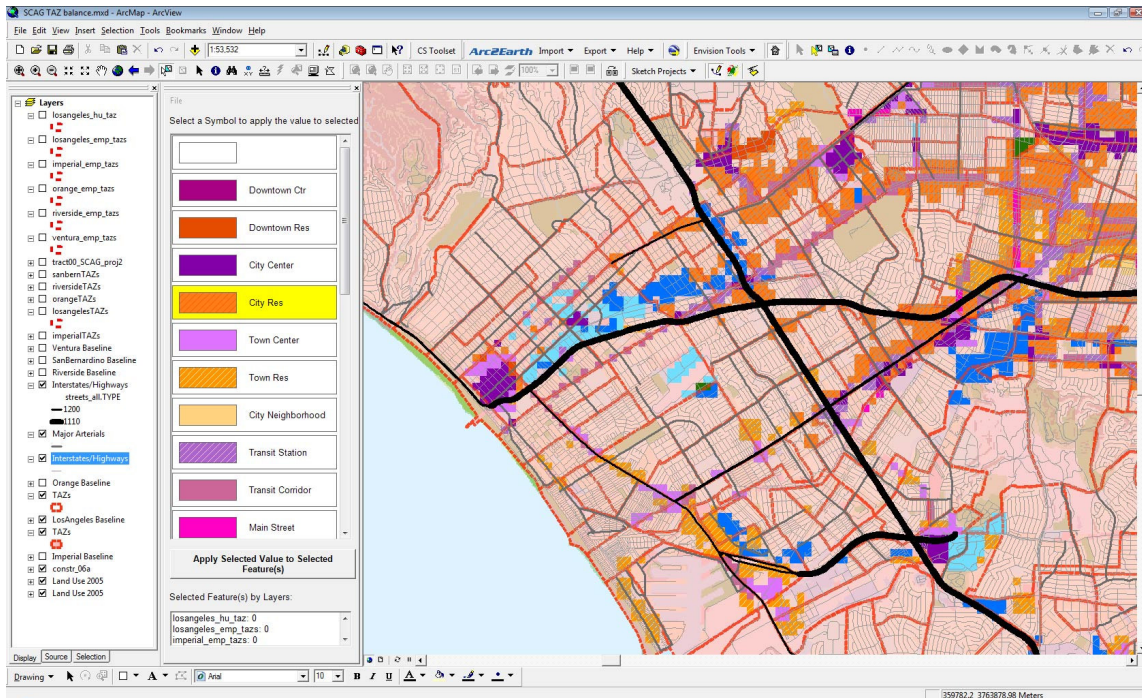 SCAG TAZ balance.mxd - ArcMap - ArcView
File Edit View Insert Selection Tools Bookmarks Window Help
1:53,532 CS Toolset Arc2Earth Import Export Help Envision Tools
100% Sketch Projects
Layers
losangeles_hu_taz
losangeles_emp_tazs
imperial_emp_tazs
orange_emp_tazs
riverside_emp_tazs
ventura_emp_tazs
tract00_SCAG_proj2
sanbernTAZs
riversideTAZs
orangeTAZs
losangelesTAZs
imperialTAZs
Ventura Baseline
SanBernardino Baseline
Riverside Baseline
Interstates/Highways
streets_all.TYPE
1200
1110
Major Arterials
Interstates/Highways
Orange Baseline
TAZs
LosAngeles Baseline
TAZs
Imperial Baseline
constr_06a
Land Use 2005
Land Use 2005
Display Source Selection
File
Select a Symbol to apply the value to selected
Downtown Ctr
Downtown Res
City Center
City Res
Town Center
Town Res
City Neighborhood
Transit Station
Transit Corridor
Main Street
Apply Selected Value to Selected
Feature(s)
Selected Feature(s) by Layers:
losangeles_hu_taz: 0
losangeles_emp_tazs: 0
imperial_emp_tazs: 0
Drawing A Arial 10 B I U A
359782.2 3763878.98 Meters